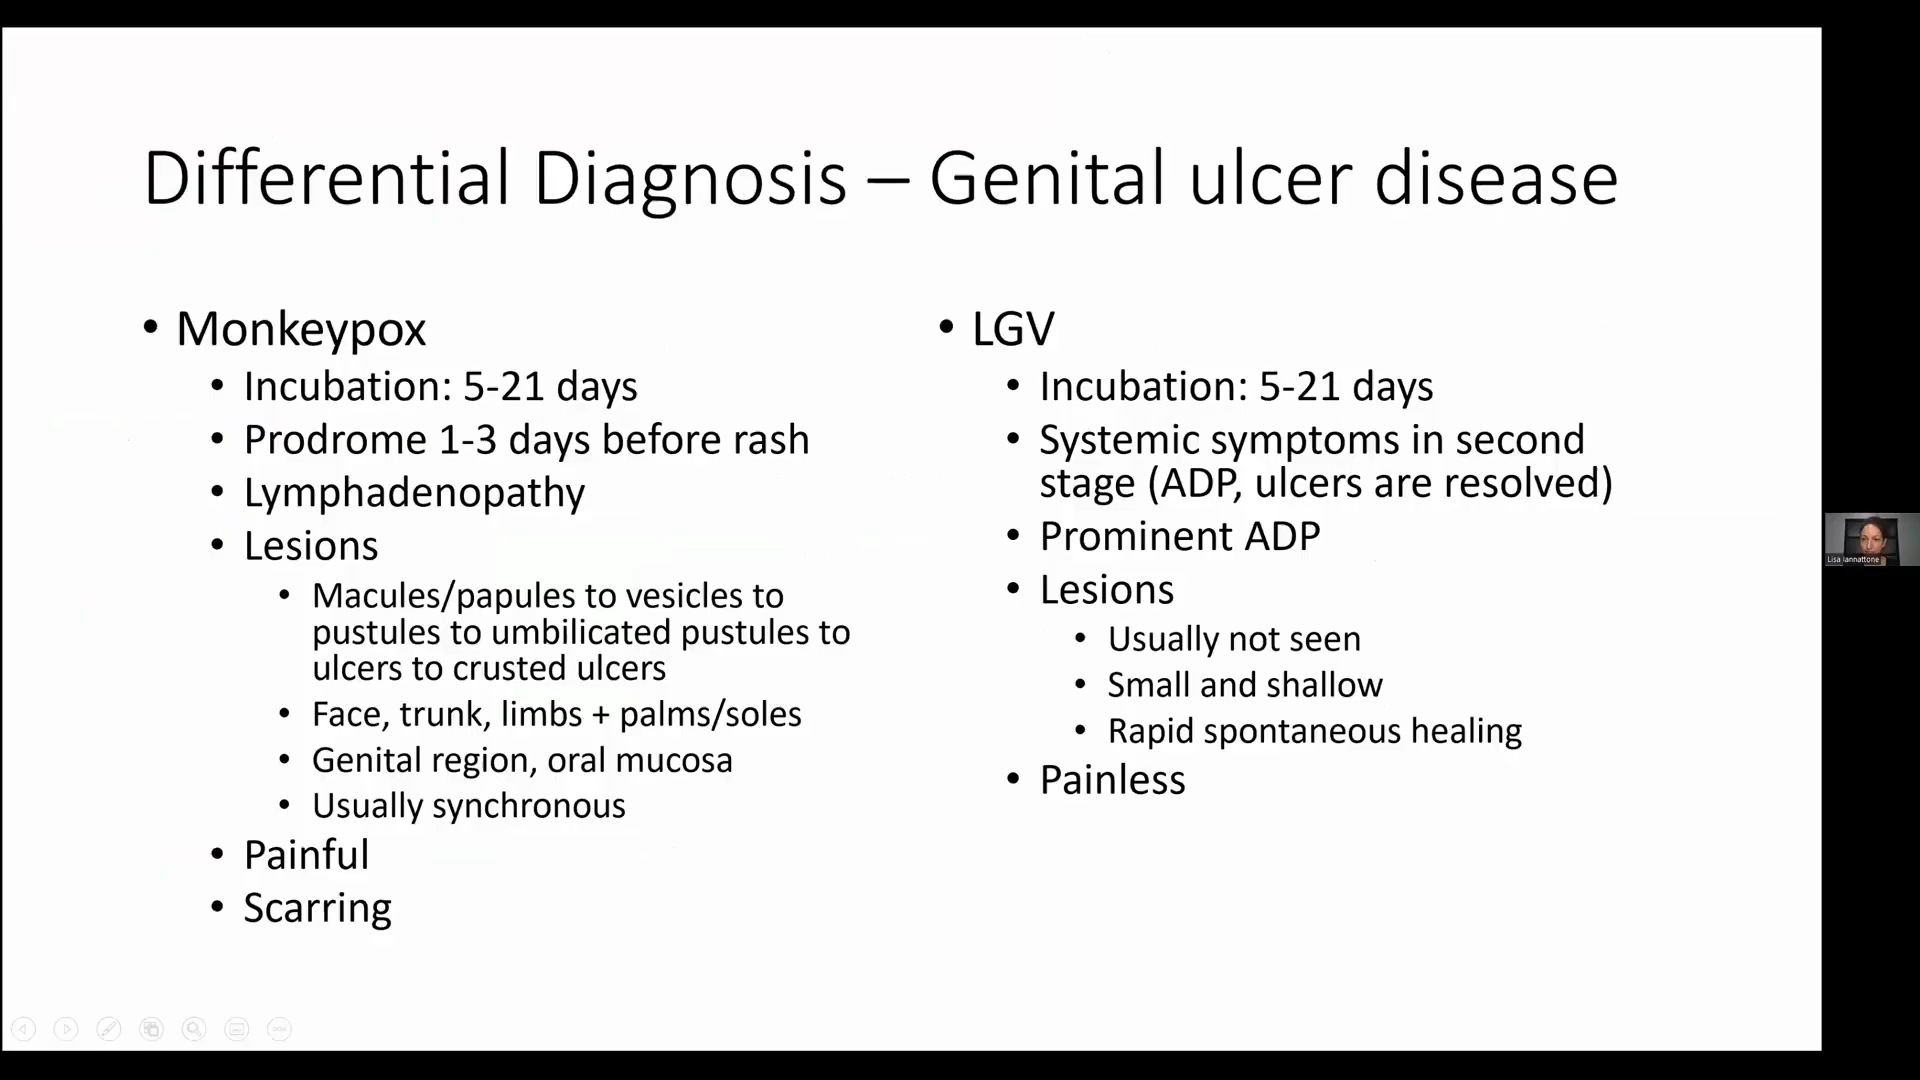 Differential Diagnosis – Genital ulcer disease
• Monkeypox
• Incubation: 5-21 days
• Prodrome 1-3 days before rash
• Lymphadenopathy
• Lesions
• Macules/papules to vesicles to
pustules to umbilicated pustules to
ulcers to crusted ulcers
• Face, trunk, limbs + palms/soles
• Genital region, oral mucosa
• Usually synchronous
• Painful
• Scarring
• LGV
• Incubation: 5-21 days
• Systemic symptoms in second
stage (ADP, ulcers are resolved)
• Prominent ADP
• Lesions
• Usually not seen
• Small and shallow
• Rapid spontaneous healing
• Painless
Lisa Iannattone